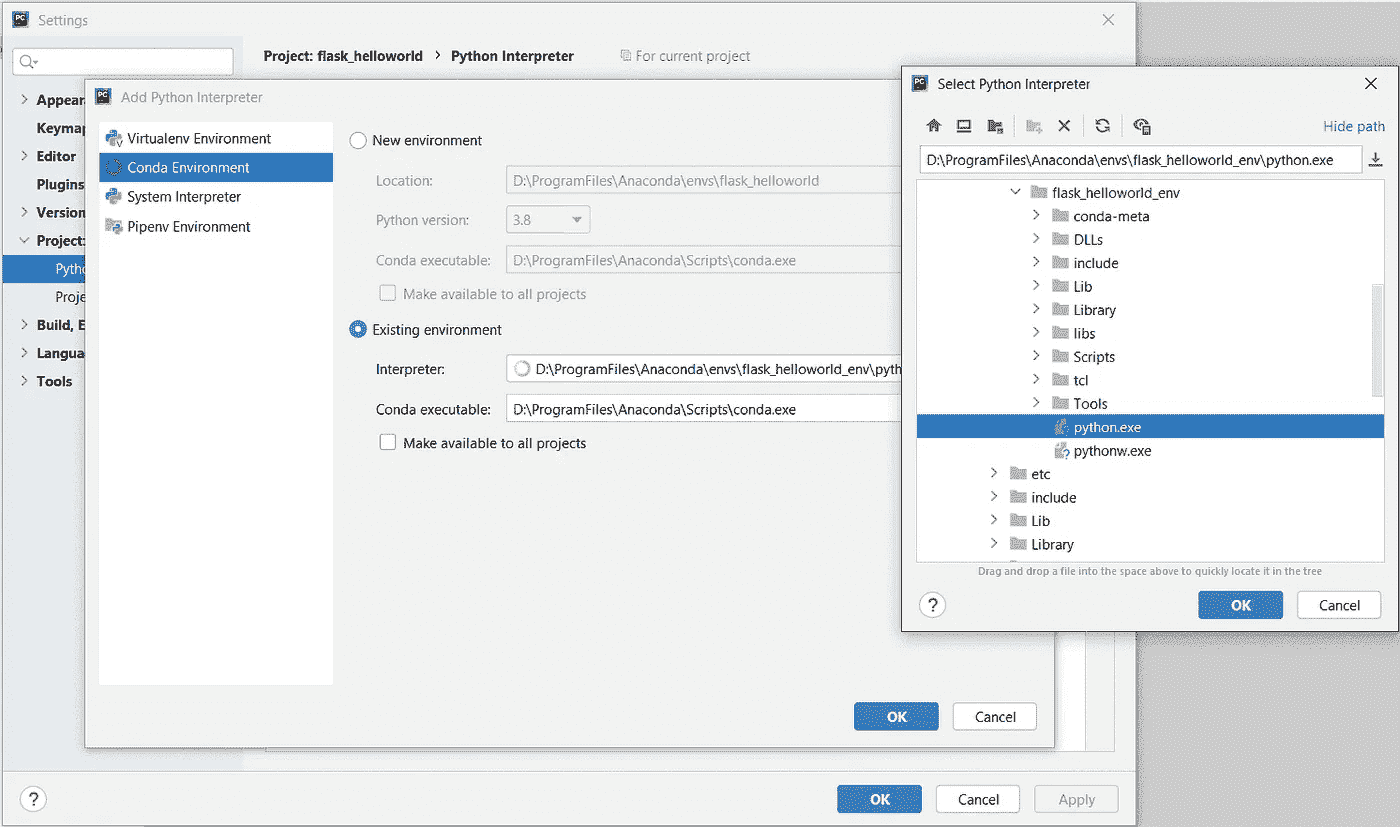 PC Settings
Project: flask_helloworld › Python Interpreter For current project
Appear
Keymap
Editor
Plugins
Version
Project:
Pytho
Proje
Build, E
Langua
Tools
?
OK
Cancel
Apply
PC Add Python Interpreter
Virtualenv Environment
Conda Environment
System Interpreter
Pipenv Environment
New environment
Location: D:\ProgramFiles\Anaconda\envs\flask_helloworld
Python version: 3.8
Conda executable: D:\ProgramFiles\Anaconda\Scripts\conda.exe
Make available to all projects
Existing environment
Interpreter: D:\ProgramFiles\Anaconda\envs\flask_helloworld_env\pyth
Conda executable: D:\ProgramFiles\Anaconda\Scripts\conda.exe
Make available to all projects
OK
Cancel
PC Select Python Interpreter
Hide path
D:\ProgramFiles\Anaconda\envs\flask_helloworld_env\python.exe
flask_helloworld_env
conda-meta
DLLs
include
Lib
Library
libs
Scripts
tcl
Tools
python.exe
pythonw.exe
etc
include
Lib
Library
Drag and drop a file into the space above to quickly locate it in the tree
?
OK
Cancel